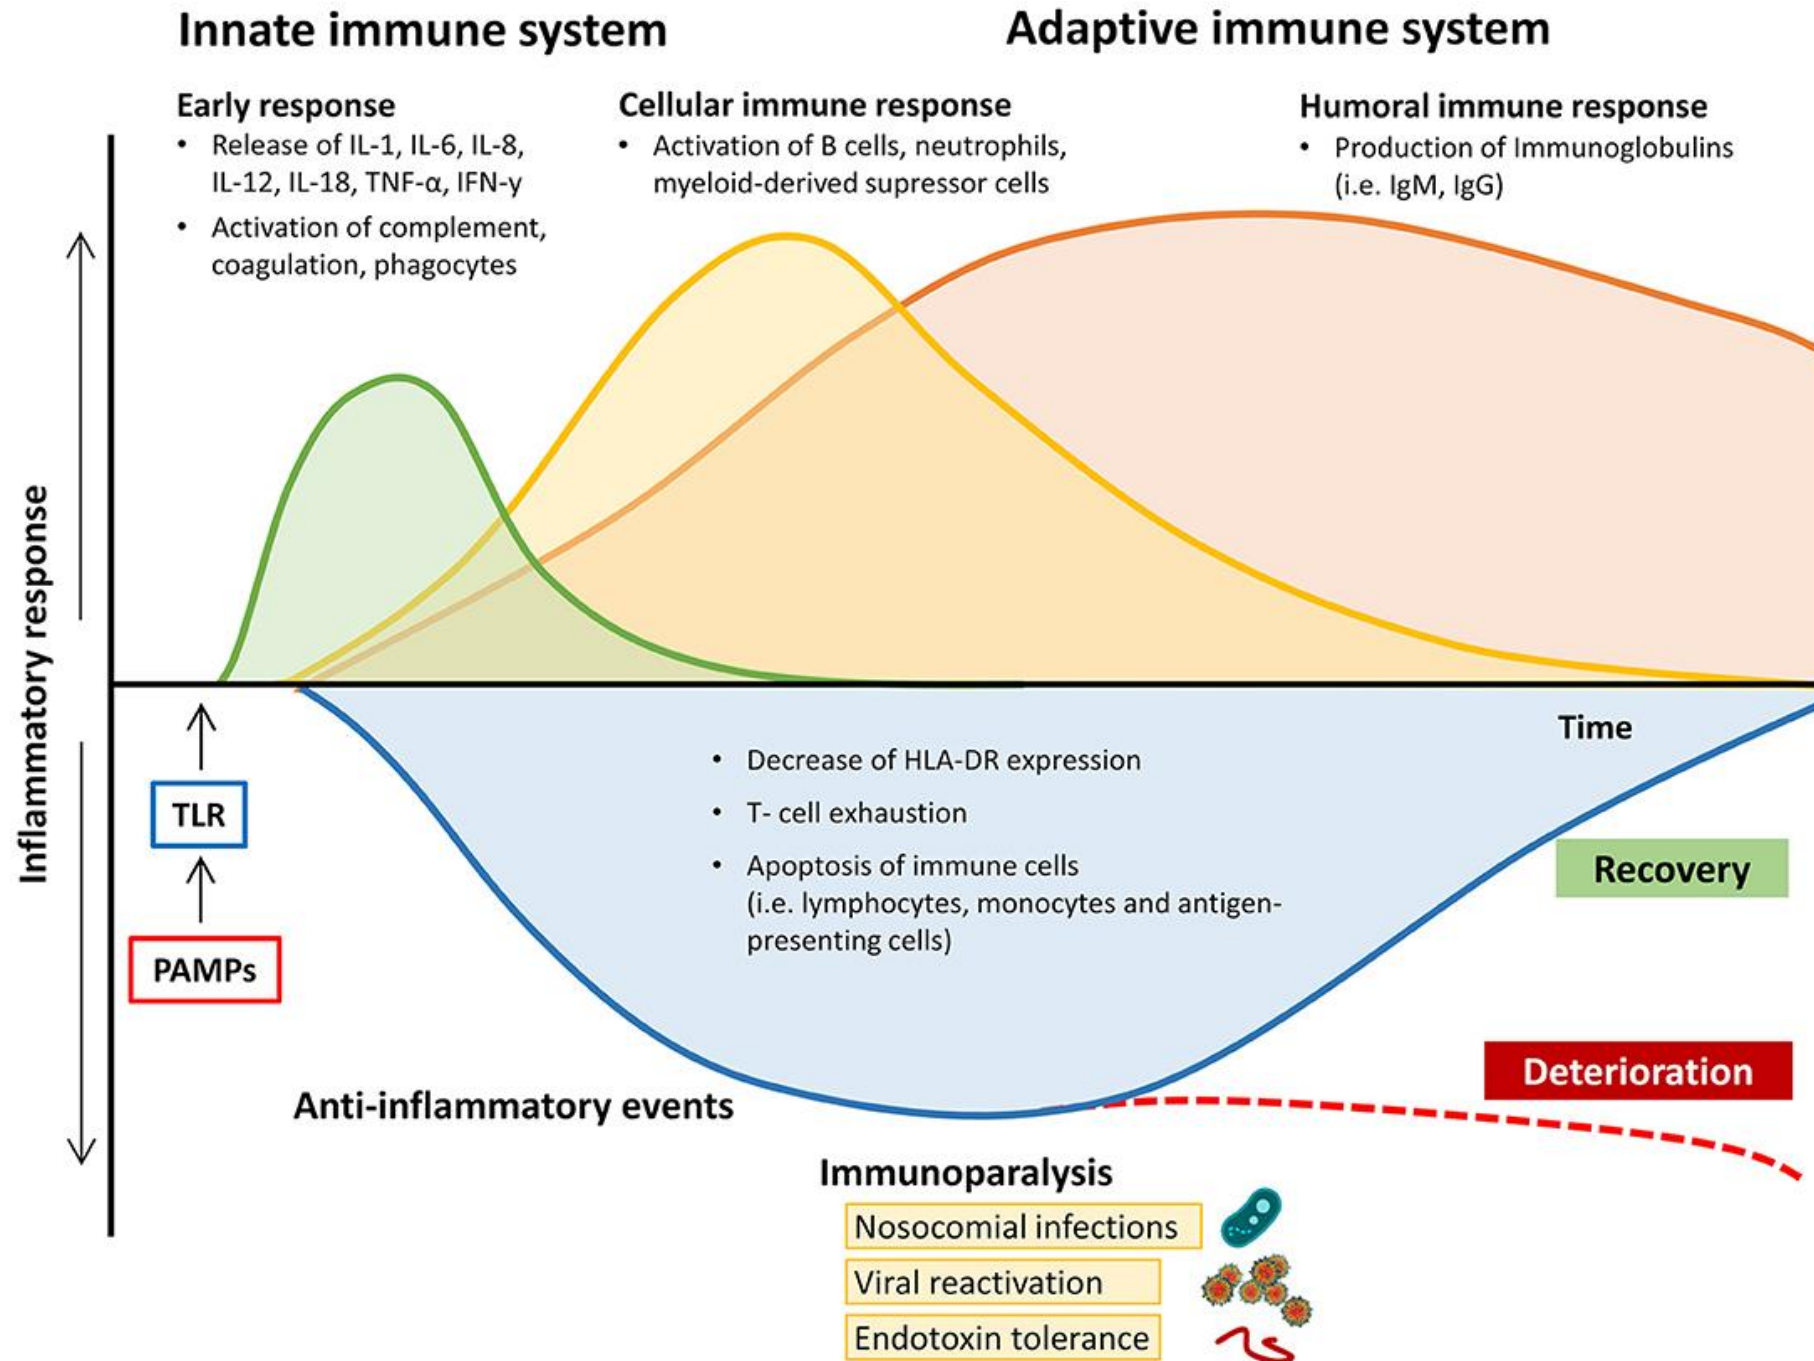 Innate immune system
Adaptive immune system
Early response
• Release of IL-1, IL-6, IL-8,
IL-12, IL-18, TNF-α, IFN-y
• Activation of complement,
coagulation, phagocytes
Cellular immune response
• Activation of B cells, neutrophils,
myeloid-derived supressor cells
Humoral immune response
• Production of Immunoglobulins
(i.e. IgM, IgG)
Inflammatory response
Time
TLR
PAMPs
• Decrease of HLA-DR expression
• T- cell exhaustion
• Apoptosis of immune cells
(i.e. lymphocytes, monocytes and antigen-
presenting cells)
Recovery
Deterioration
Anti-inflammatory events
Immunoparalysis
Nosocomial infections
Viral reactivation
Endotoxin tolerance